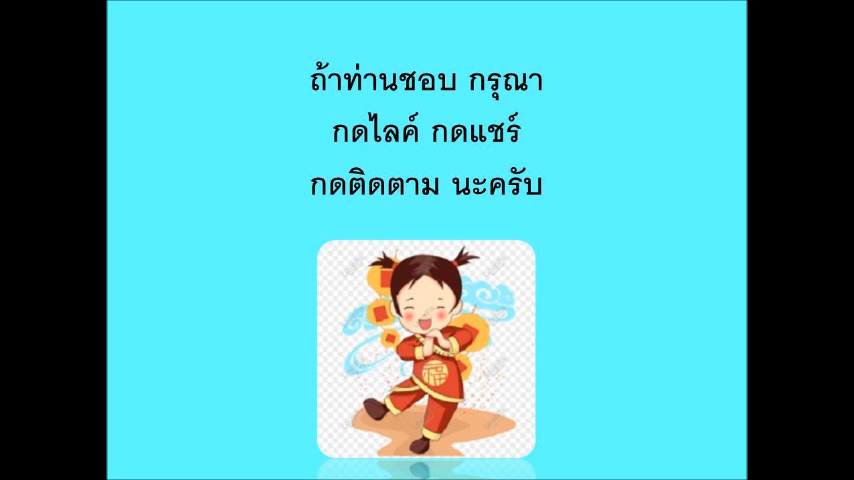 ถ้าท่านชอบ กรุณา
กดไลค์ กดแชร์
กดติดตาม นะครับ
福